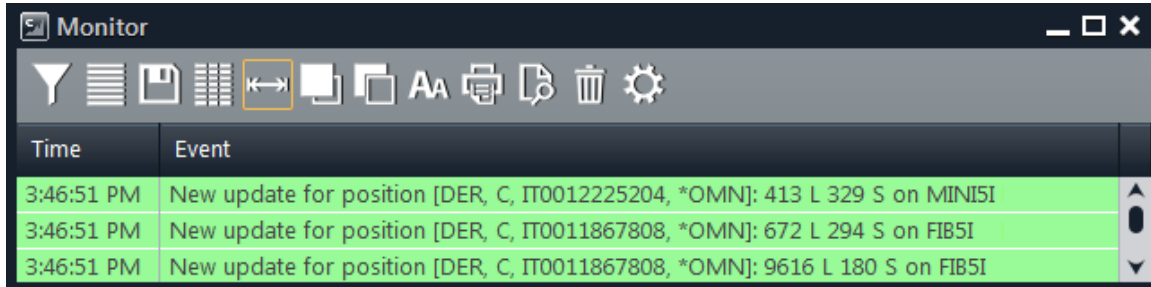 Monitor
Time Event
3:46:51 PM New update for position [DER, C, IT0012225204, *OMN]: 413 L 329 S on MINI5I
3:46:51 PM New update for position [DER, C, IT0011867808, *OMN]: 672 L 294 S on FIB5I
3:46:51 PM New update for position [DER, C, IT0011867808, *OMN]: 9616 L 180 S on FIB5I